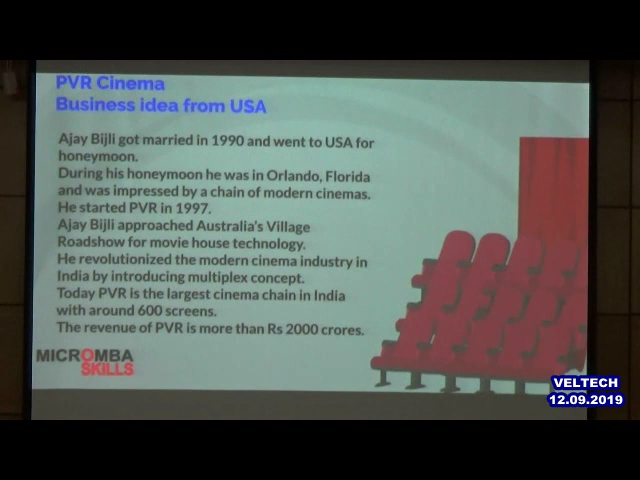 PVR Cinema
Business idea from USA
Ajay Bijli got married in 1990 and went to USA for
honeymoon.
During his honeymoon he was in Orlando, Florida
and was impressed by a chain of modern cinemas.
He started PVR in 1997.
Ajay Bijli approached Australia's Village
Roadshow for movie house technology.
He revolutionized the modern cinema industry in
India by introducing multiplex concept.
Today PVR is the largest cinema chain in India
with around 600 screens.
The revenue of PVR is more than Rs 2000 crores.
MICROMBA
SKILLS
VELTECH
12.09.2019